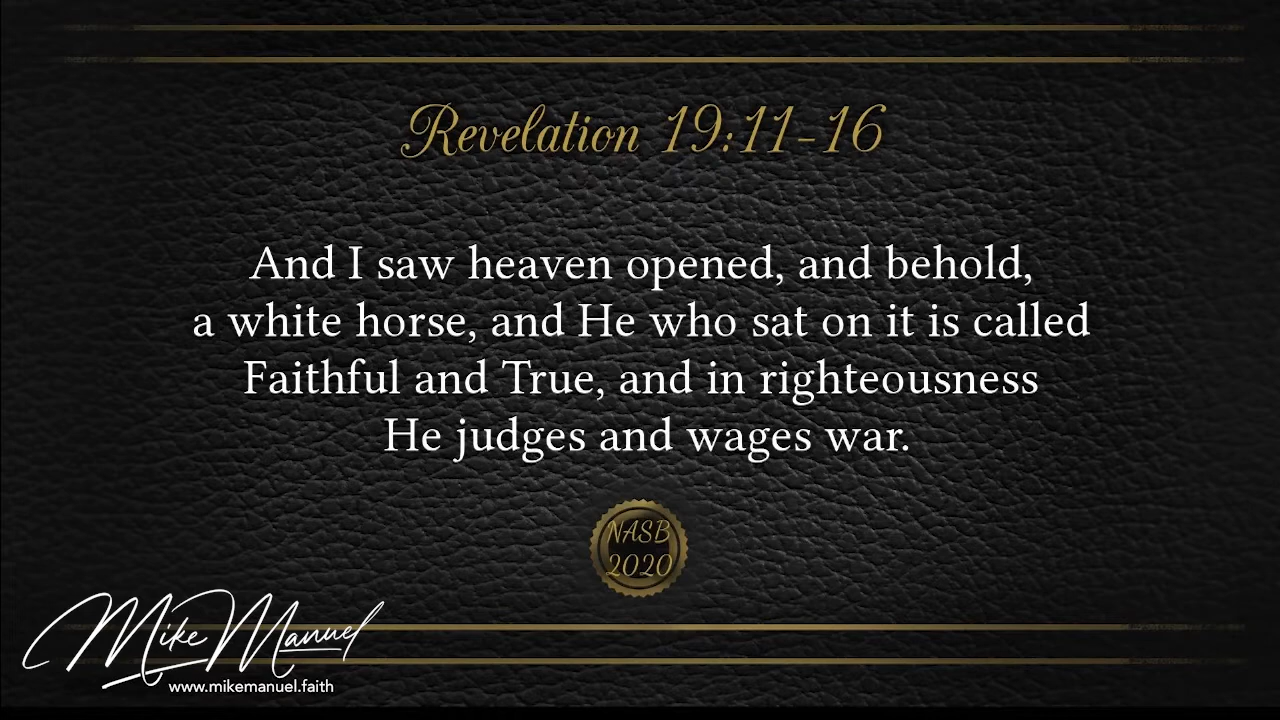 Revelation 19:11-16
And I saw heaven opened, and behold,
a white horse, and He who sat on it is called
Faithful and True, and in righteousness
He judges and wages war.
NASB
2020
Mike Manuel
www.mikemanuel.faith